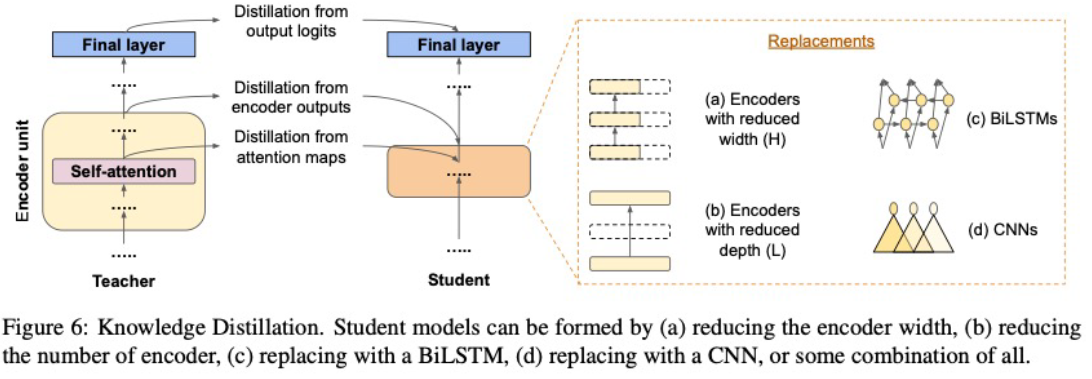 Distillation from
output logits
Final layer
Final layer
.....
.....
Distillation from
encoder outputs
.....
Distillation from
attention maps
Self-attention
.....
.....
.....
.....
Encoder unit
Teacher
Student
Replacements
(a) Encoders
with reduced
width (H)
(c) BiLSTMs
(b) Encoders
with reduced
depth (L)
(d) CNNs
Figure 6: Knowledge Distillation. Student models can be formed by (a) reducing the encoder width, (b) reducing
the number of encoder, (c) replacing with a BiLSTM, (d) replacing with a CNN, or some combination of all.